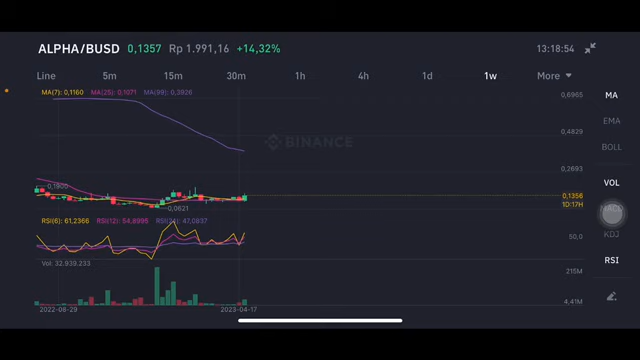 ALPHA/BUSD 0,1357 Rp 1.991,16 +14,32% 13:18:54
Line 5m 15m 30m 1h 4h 1d 1w More
MA(7): 0,1160 MA(25): 0,1071 MA(99): 0,3926
0,6965
MA
EMA
0,4829
BINANCE
BOLL
0,2693
VOL
0,1900
0,1356
1D:17H
0,0621
MACD
RSI(6): 61,2366 RSI(12): 54,8995 RSI(24): 47,0837
KDJ
50,0
Vol: 32.939.233
RSI
215M
4,41M
2022-08-29 2023-04-17